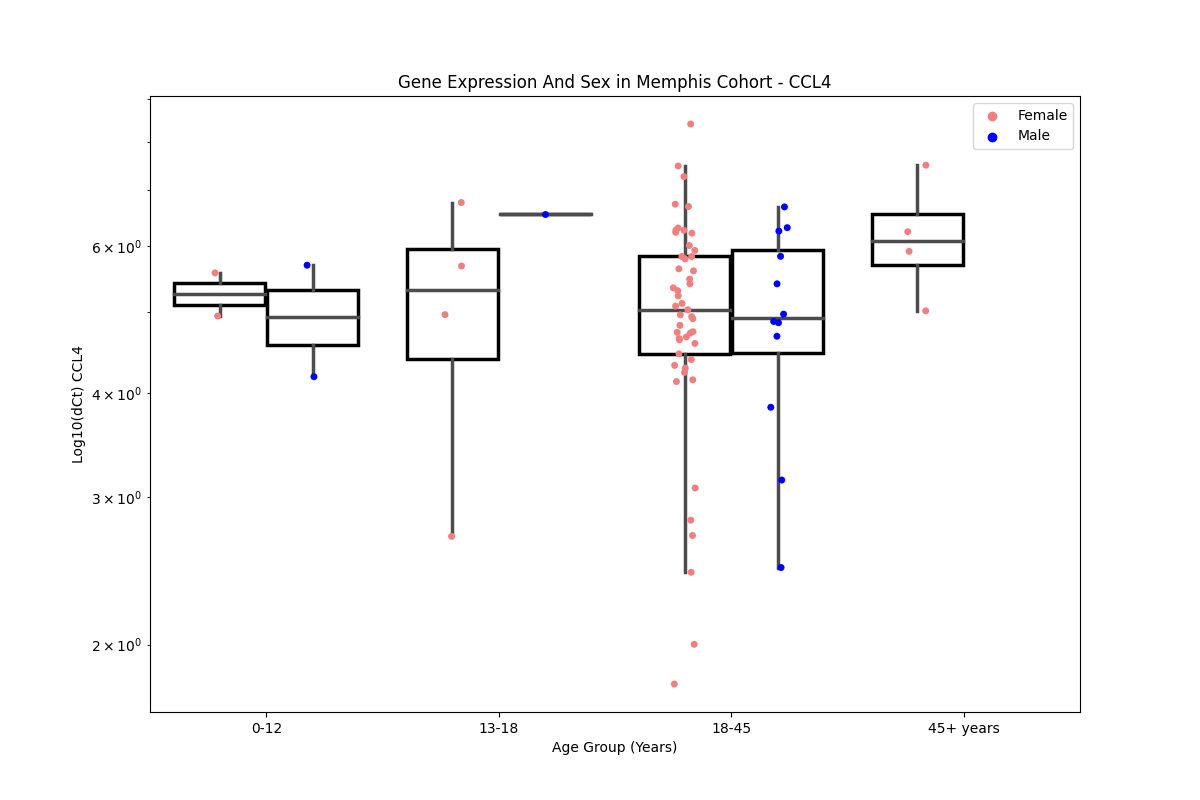 Gene Expression And Sex in Memphis Cohort - CCL4
Female
Male
6 × 10⁰
4 × 10⁰
3 × 10⁰
2 × 10⁰
Log10(dCt) CCL4
0-12
13-18
18-45
45+ years
Age Group (Years)